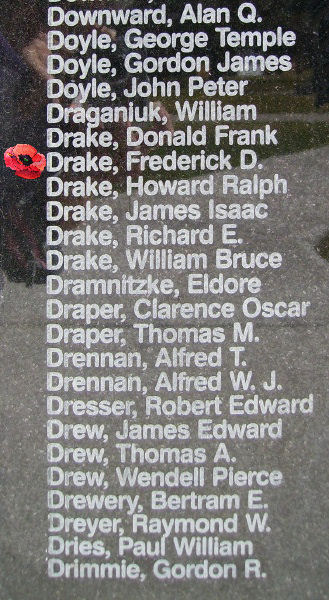 Downward, Alan Q.
Doyle, George Temple
Doyle, Gordon James
Doyle, John Peter
Draganiuk, William
Drake, Donald Frank
Drake, Frederick D.
Drake, Howard Ralph
Drake, James Isaac
Drake, Richard E.
Drake, William Bruce
Dramnitzke, Eldore
Draper, Clarence Oscar
Draper, Thomas M.
Drennan, Alfred T.
Drennan, Alfred W. J.
Dresser, Robert Edward
Drew, James Edward
Drew, Thomas A.
Drew, Wendell Pierce
Drewery, Bertram E.
Dreyer, Raymond W.
Dries, Paul William
Drimmie, Gordon R.